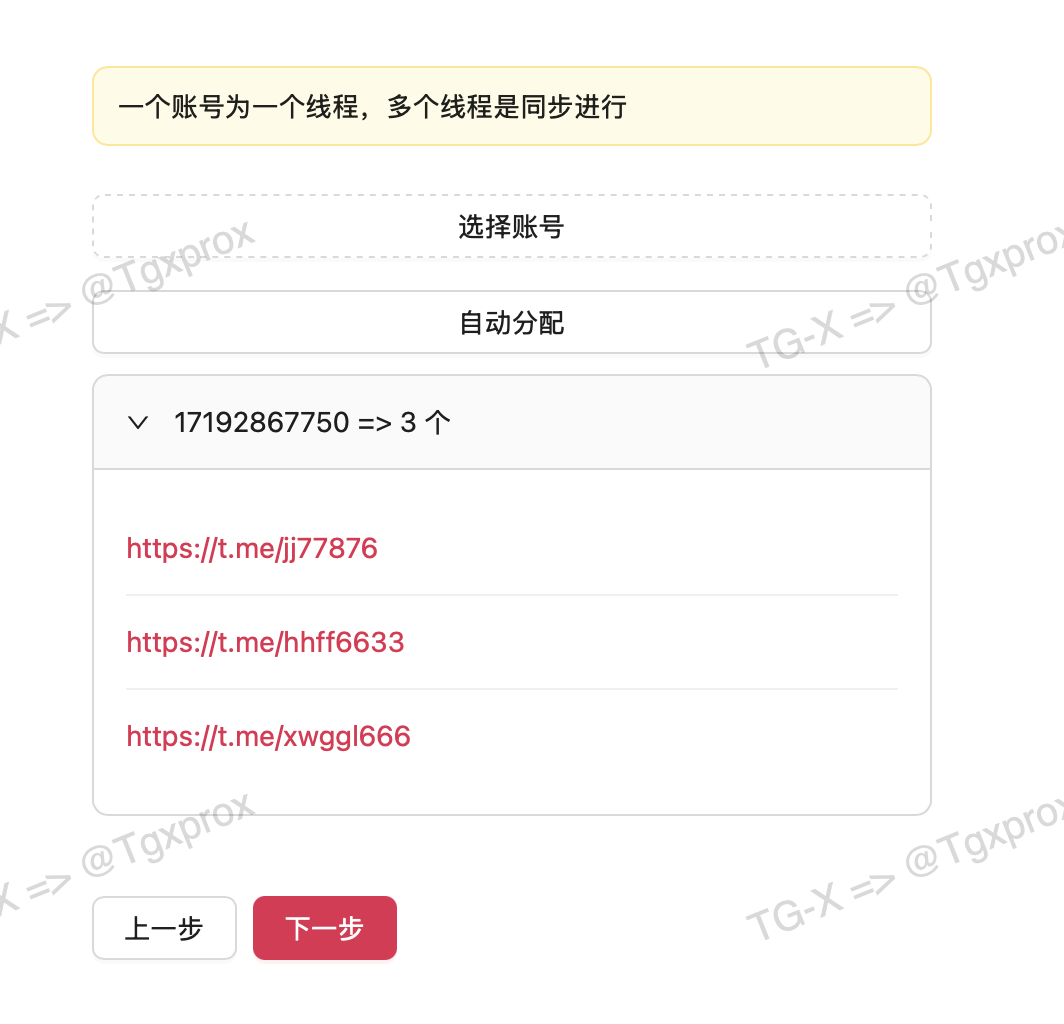 一个账号为一个线程，多个线程是同步进行
选择账号
X => @Tgxprox
TG-X => @Tgxprox
自动分配
17192867750 => 3 个
https://t.me/jj77876
https://t.me/hhff6633
https://t.me/xwggl666
X => @Tgxprox
TG-X => @Tgxprox
上一步
下一步